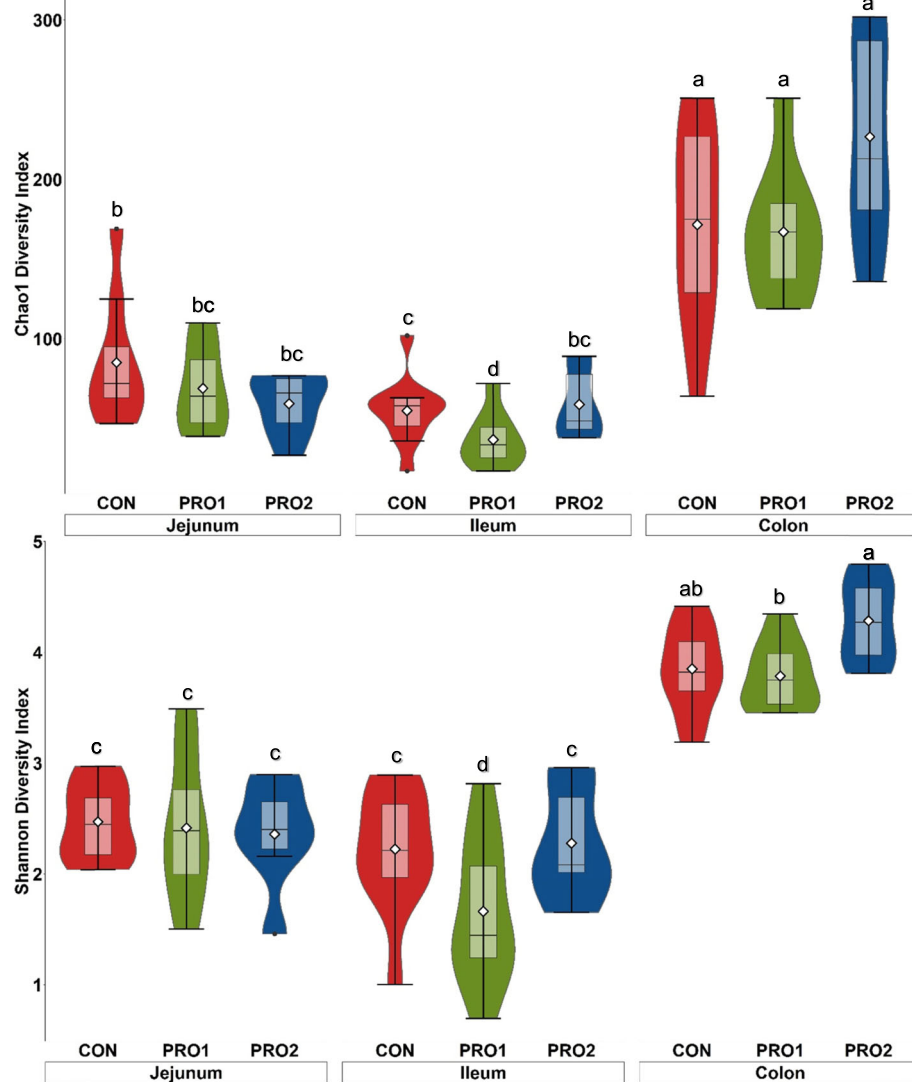 a
300
a
a
200
b
Chao1 Diversity Index
bc
c
bc
bc
100
d
CON PRO1 PRO2 CON PRO1 PRO2 CON PRO1 PRO2
Jejunum Ileum Colon
5
a
ab
b
4
c
c
c
c
d
c
3
Shannon Diversity Index
2
1
CON PRO1 PRO2 CON PRO1 PRO2 CON PRO1 PRO2
Jejunum Ileum Colon